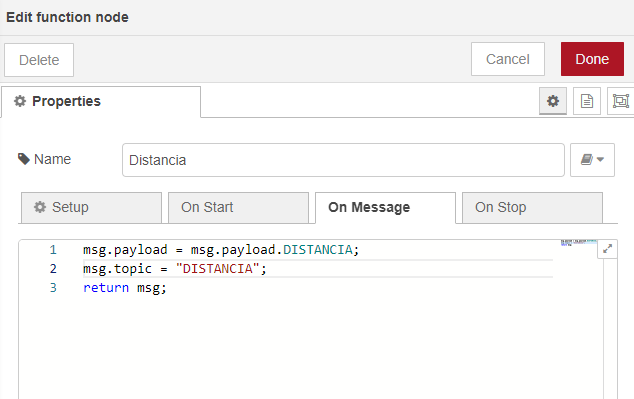 Edit function node
Delete
Cancel
Done
Properties
Name
Distancia
Setup
On Start
On Message
On Stop
1 msg.payload = msg.payload.DISTANCIA;
2 msg.topic = "DISTANCIA";
3 return msg;